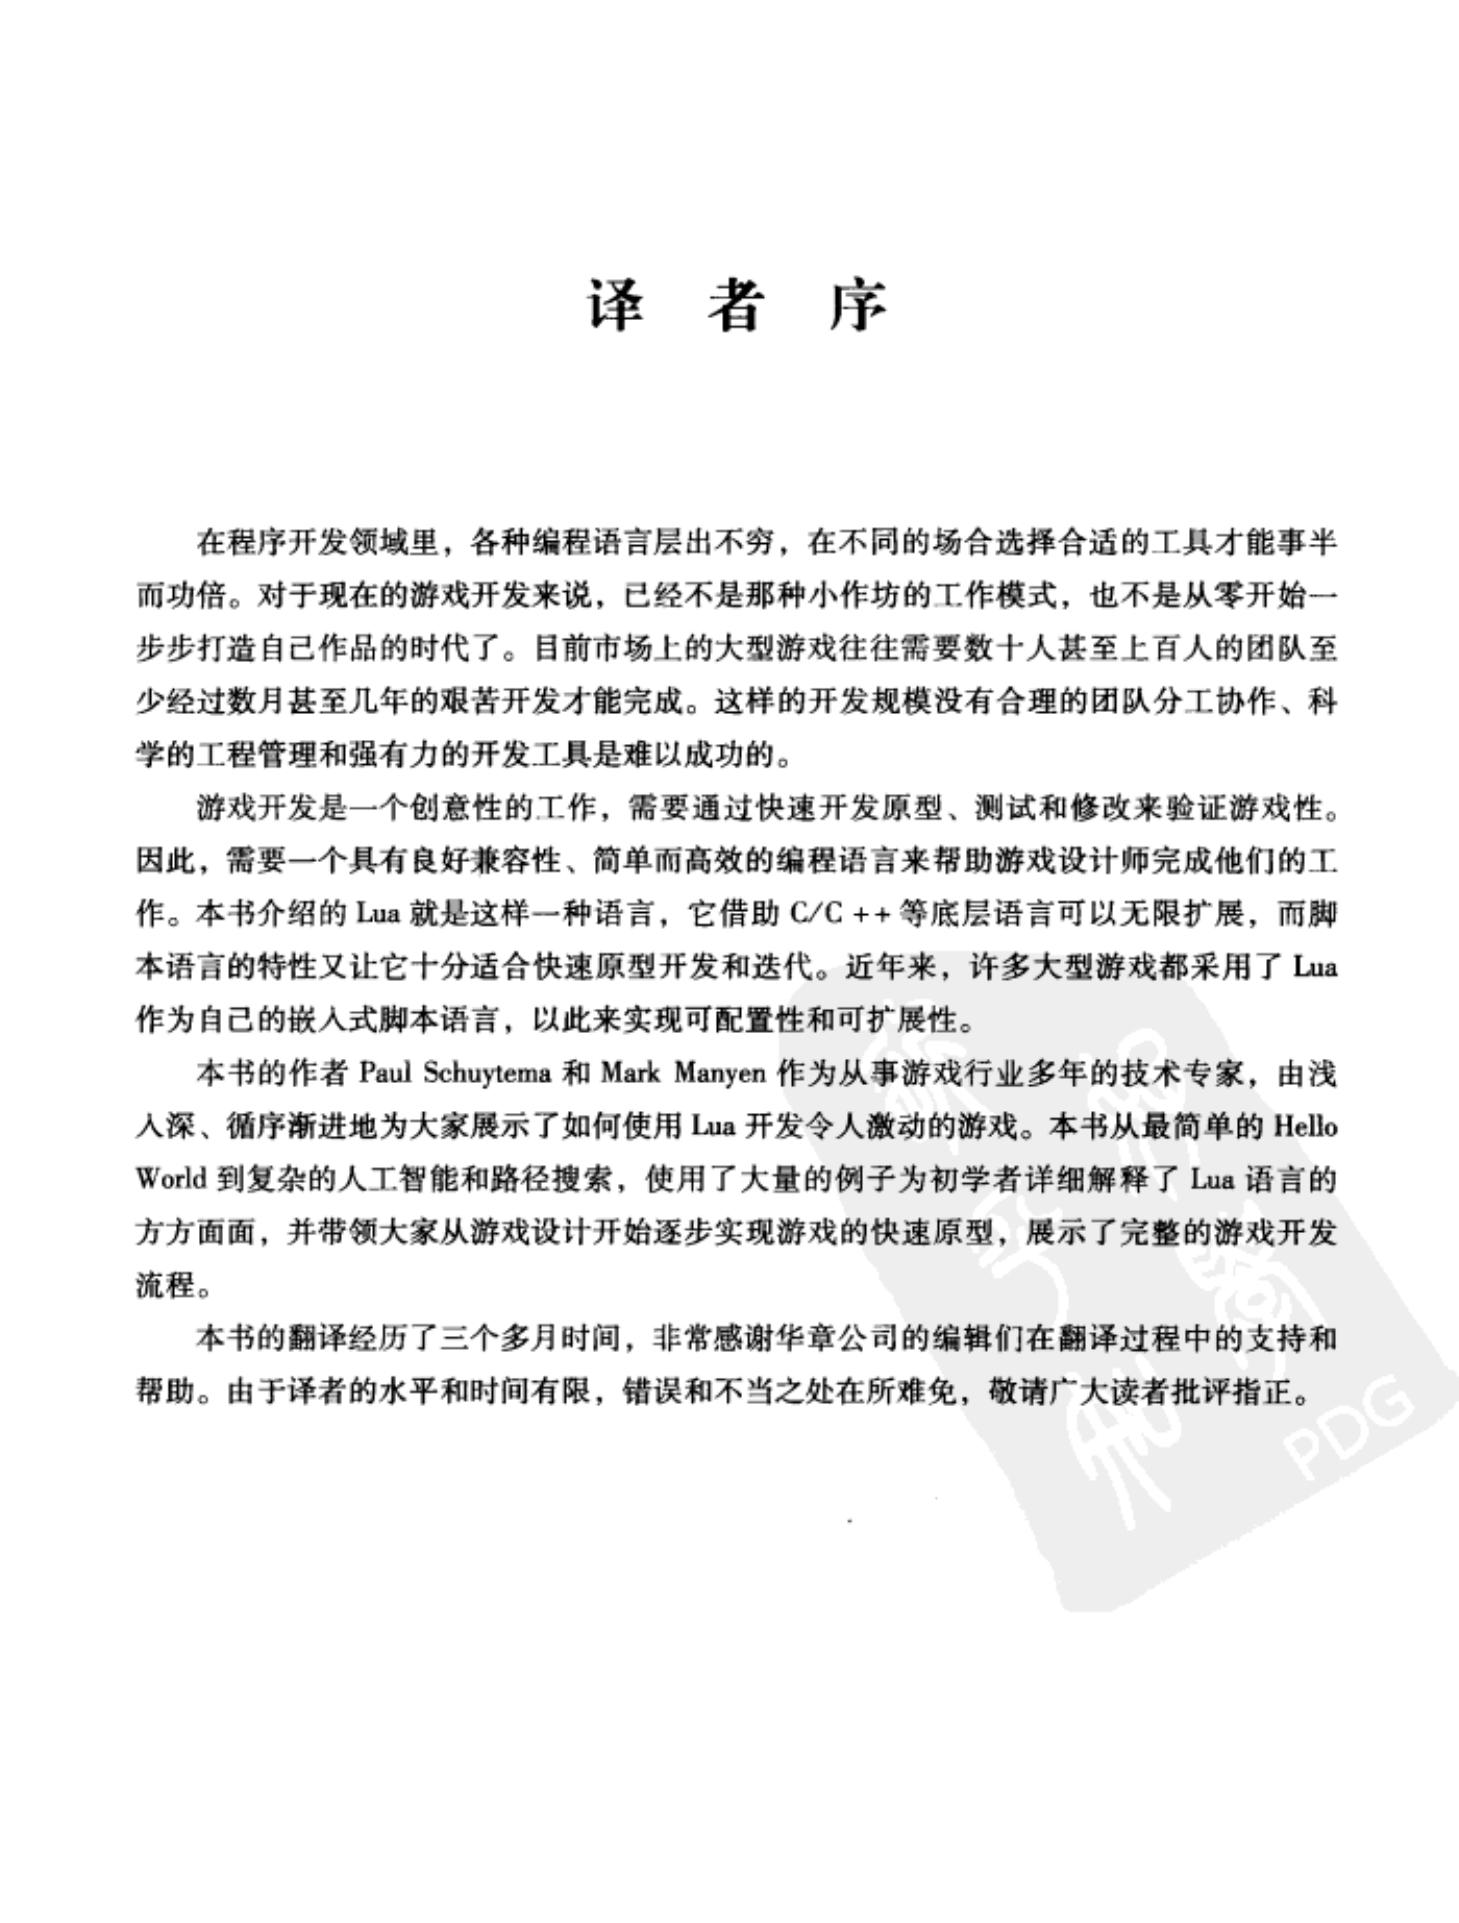 译 者 序
在程序开发领域里，各种编程语言层出不穷，在不同的场合选择合适的工具才能事半
而功倍。对于现在的游戏开发来说，已经不是那种小作坊的工作模式，也不是从零开始一
步步打造自己作品的时代了。目前市场上的大型游戏往往需要数十人甚至上百人的团队至
少经过数月甚至几年的艰苦开发才能完成。这样的开发规模没有合理的团队分工协作、科
学的工程管理和强有力的开发工具是难以成功的。
游戏开发是一个创意性的工作，需要通过快速开发原型、测试和修改来验证游戏性。
因此，需要一个具有良好兼容性、简单而高效的编程语言来帮助游戏设计师完成他们的工
作。本书介绍的 Lua 就是这样一种语言，它借助 C/C ++ 等底层语言可以无限扩展，而脚
本语言的特性又让它十分适合快速原型开发和迭代。近年来，许多大型游戏都采用了 Lua
作为自己的嵌入式脚本语言，以此来实现可配置性和可扩展性。
本书的作者 Paul Schuytema 和 Mark Manyen 作为从事游戏行业多年的技术专家，由浅
入深、循序渐进地为大家展示了如何使用 Lua 开发令人激动的游戏。本书从最简单的 Hello
World 到复杂的人工智能和路径搜索，使用了大量的例子为初学者详细解释了 Lua 语言的
方方面面，并带领大家从游戏设计开始逐步实现游戏的快速原型，展示了完整的游戏开发
流程。
本书的翻译经历了三个多月时间，非常感谢华章公司的编辑们在翻译过程中的支持和
帮助。由于译者的水平和时间有限，错误和不当之处在所难免，敬请广大读者批评指正。
PDG